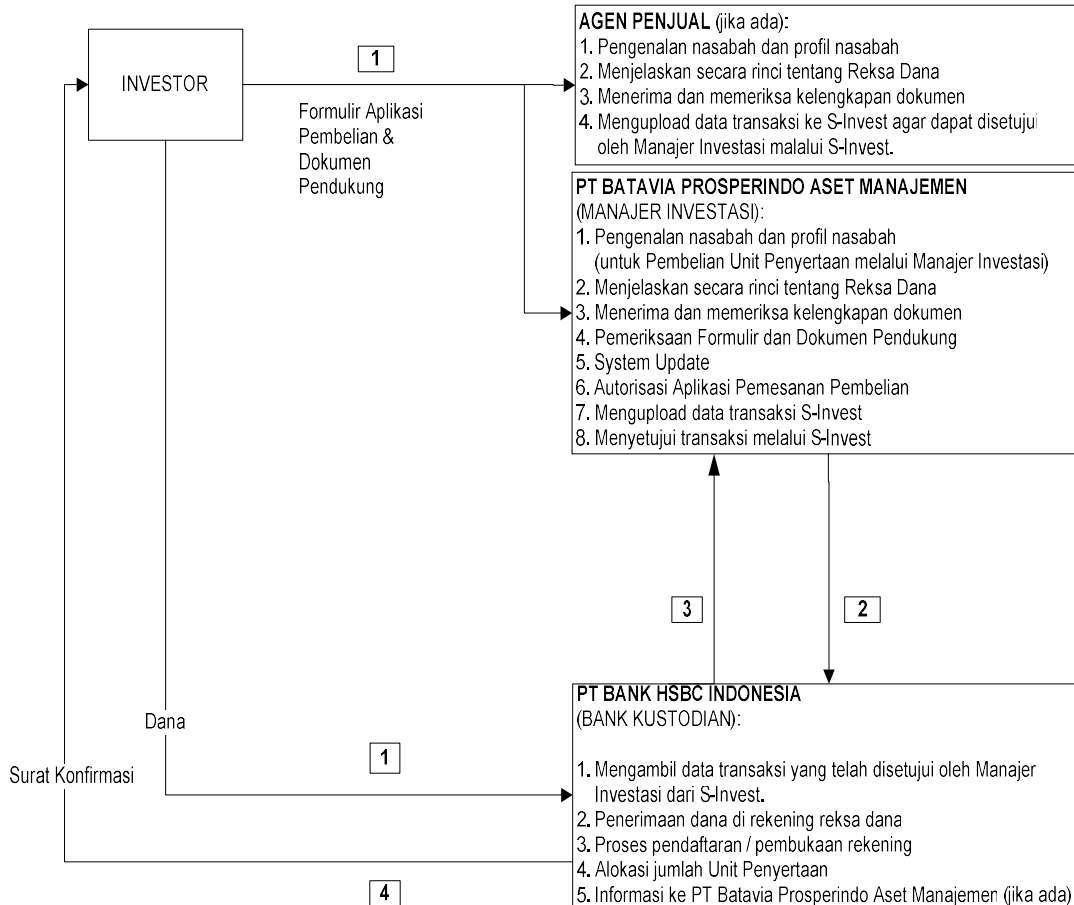 INVESTOR
1
Formulir Aplikasi
Pembelian &
Dokumen
Pendukung
AGEN PENJUAL (jika ada):
1. Pengenalan nasabah dan profil nasabah
2. Menjelaskan secara rinci tentang Reksa Dana
3. Menerima dan memeriksa kelengkapan dokumen
4. Mengupload data transaksi ke S-Invest agar dapat disetujui
oleh Manajer Investasi malalui S-Invest.
PT BATAVIA PROSPERINDO ASET MANAJEMEN
(MANAJER INVESTASI):
1. Pengenalan nasabah dan profil nasabah
(untuk Pembelian Unit Penyertaan melalui Manajer Investasi)
2. Menjelaskan secara rinci tentang Reksa Dana
3. Menerima dan memeriksa kelengkapan dokumen
4. Pemeriksaan Formulir dan Dokumen Pendukung
5. System Update
6. Autorisasi Aplikasi Pemesanan Pembelian
7. Mengupload data transaksi S-Invest
8. Menyetujui transaksi melalui S-Invest
3
2
Dana
1
Surat Konfirmasi
4
PT BANK HSBC INDONESIA
(BANK KUSTODIAN):
1. Mengambil data transaksi yang telah disetujui oleh Manajer
Investasi dari S-Invest.
2. Penerimaan dana di rekening reksa dana
3. Proses pendaftaran / pembukaan rekening
4. Alokasi jumlah Unit Penyertaan
5. Informasi ke PT Batavia Prosperindo Aset Manajemen (jika ada)